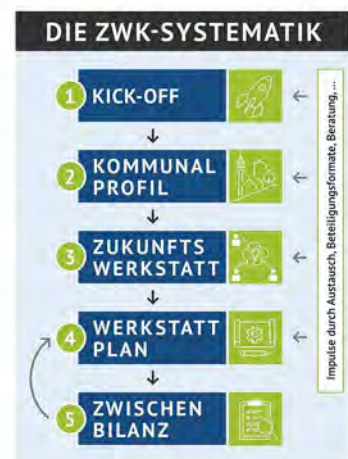 DIE ZWK-SYSTEMATIK
1 KICK-OFF
2 KOMMUNAL
PROFIL
3 ZUKUNFTS
WERKSTATT
4 WERKSTATT
PLAN
5 ZWISCHEN
BILANZ
Impulse durch Austausch, Beteiligungsformate, Beratung, ...